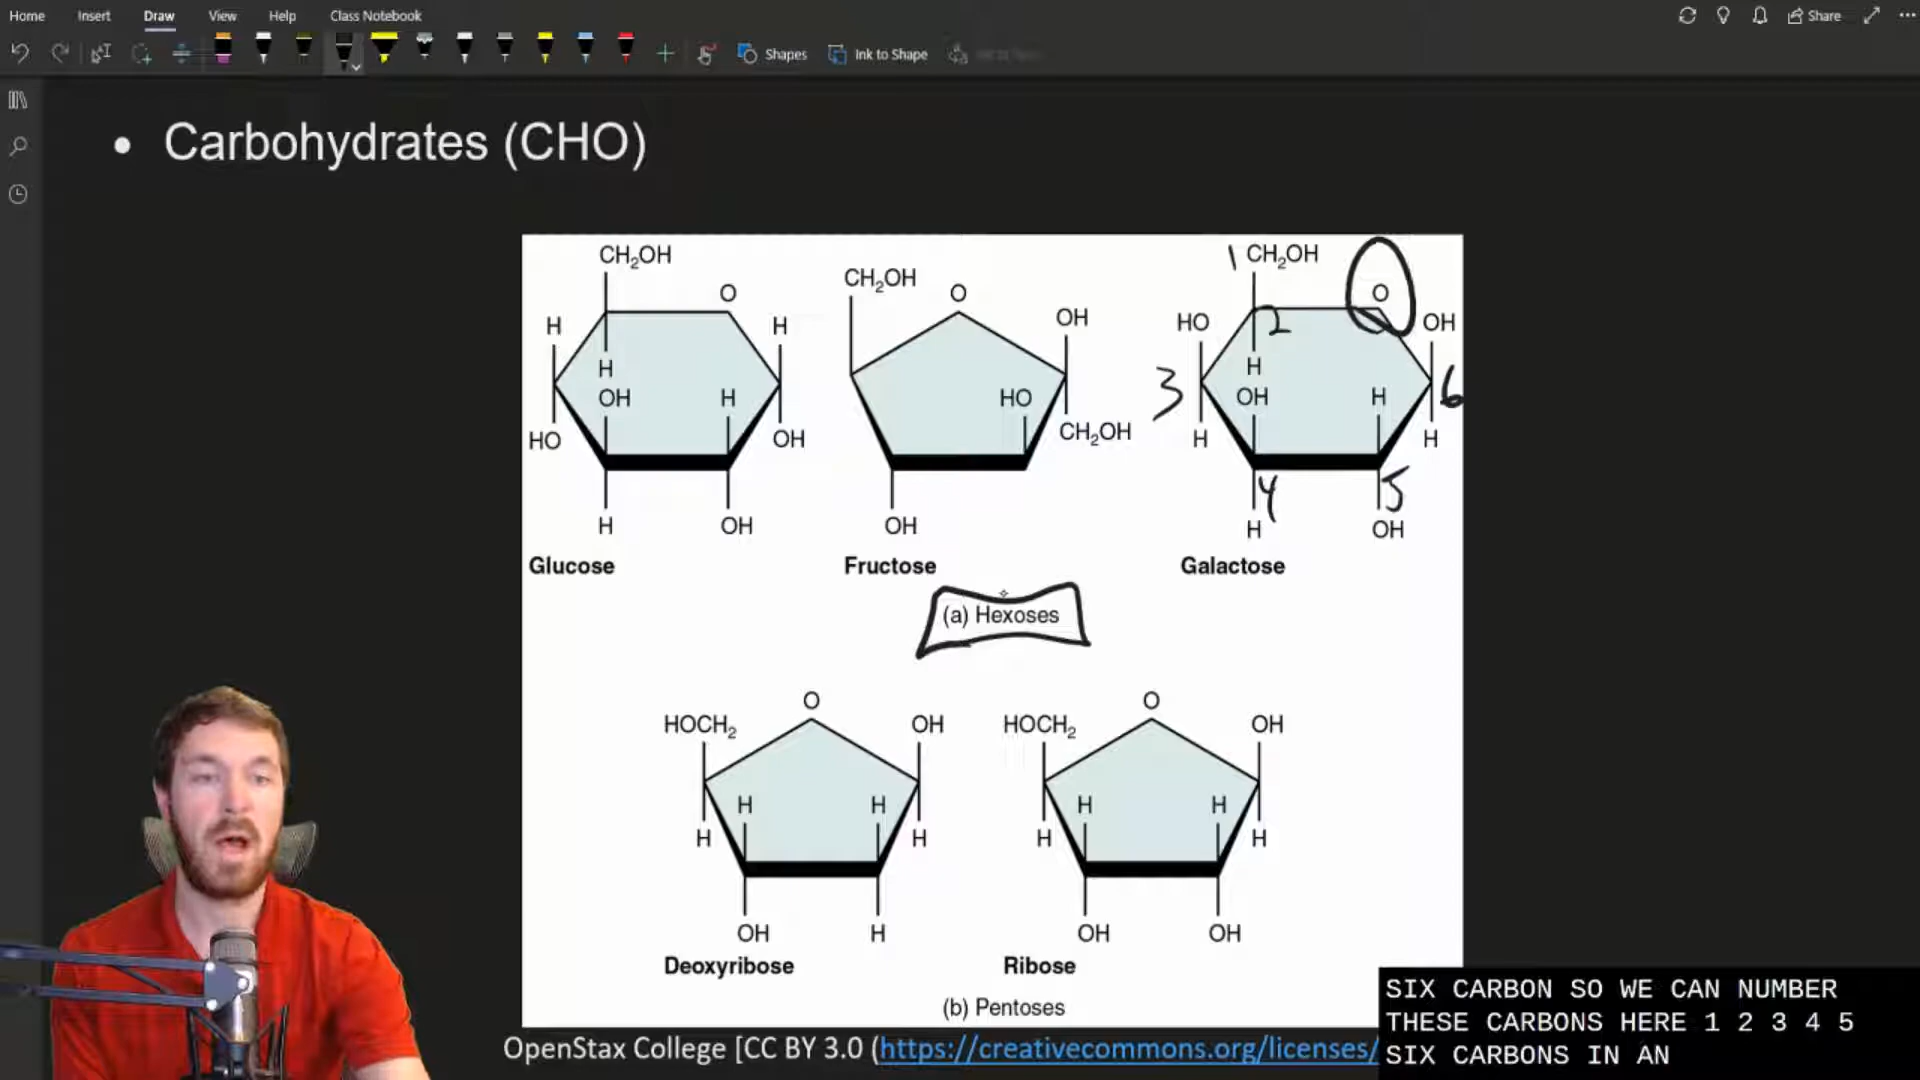 Home Insert Draw View Help Class Notebook Share
Shapes Ink to Shape
• Carbohydrates (CHO)
CH₂OH O H H H OH H HO OH H OH
Glucose
CH₂OH O OH HO CH₂OH OH
Fructose
1 CH₂OH O HO 2 OH H 3 OH H 6 H H 4 5 H OH
Galactose
(a) Hexoses
HOCH₂ O OH H H H H OH H
Deoxyribose
HOCH₂ O OH H H H H OH OH
Ribose
(b) Pentoses
OpenStax College [CC BY 3.0 (https://creativecommons.org/licenses/
SIX CARBON SO WE CAN NUMBER
THESE CARBONS HERE 1 2 3 4 5
SIX CARBONS IN AN